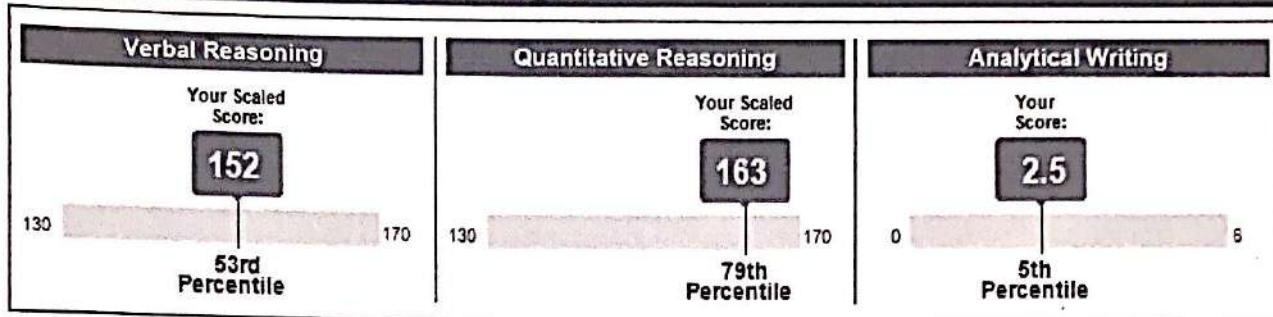 Verbal Reasoning
Your Scaled
Score:
152
130
170
53rd
Percentile
Quantitative Reasoning
Your Scaled
Score:
163
130
170
79th
Percentile
Analytical Writing
Your
Score:
2.5
0
6
5th
Percentile